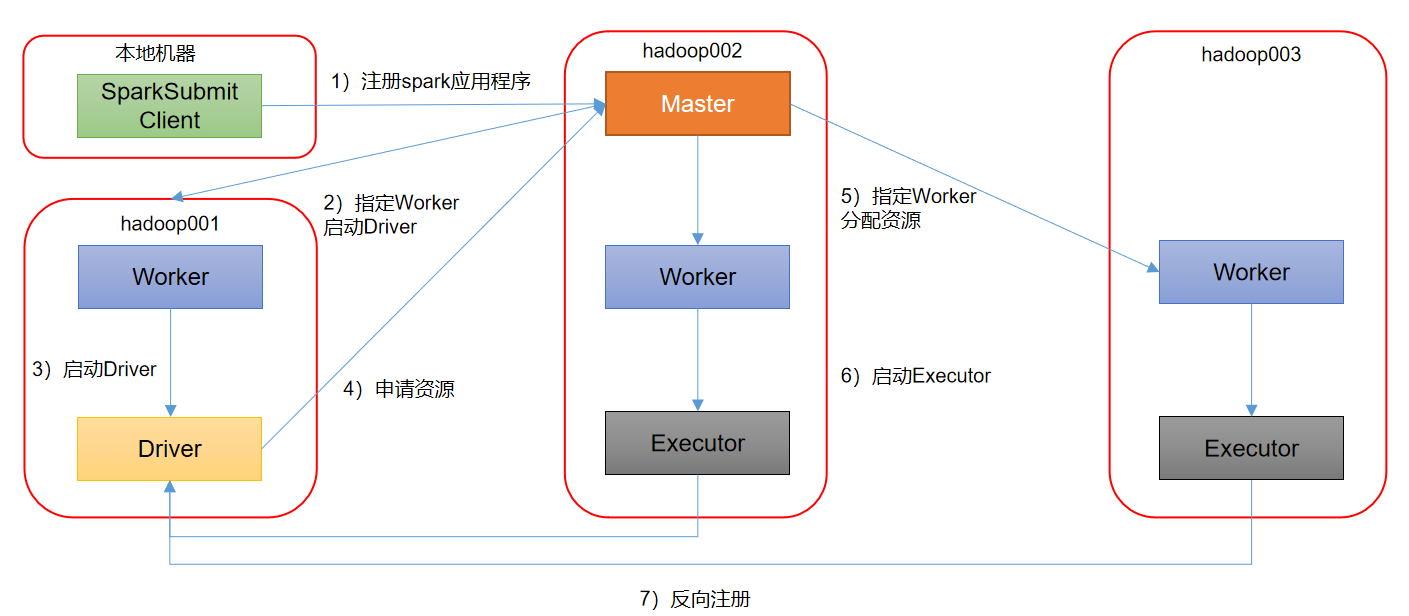 本地机器
SparkSubmit
Client
1）注册spark应用程序
hadoop002
Master
hadoop003
hadoop001
Worker
2）指定Worker
启动Driver
Worker
5）指定Worker
分配资源
Worker
3）启动Driver
4）申请资源
6）启动Executor
Driver
Executor
Executor
7）反向注册